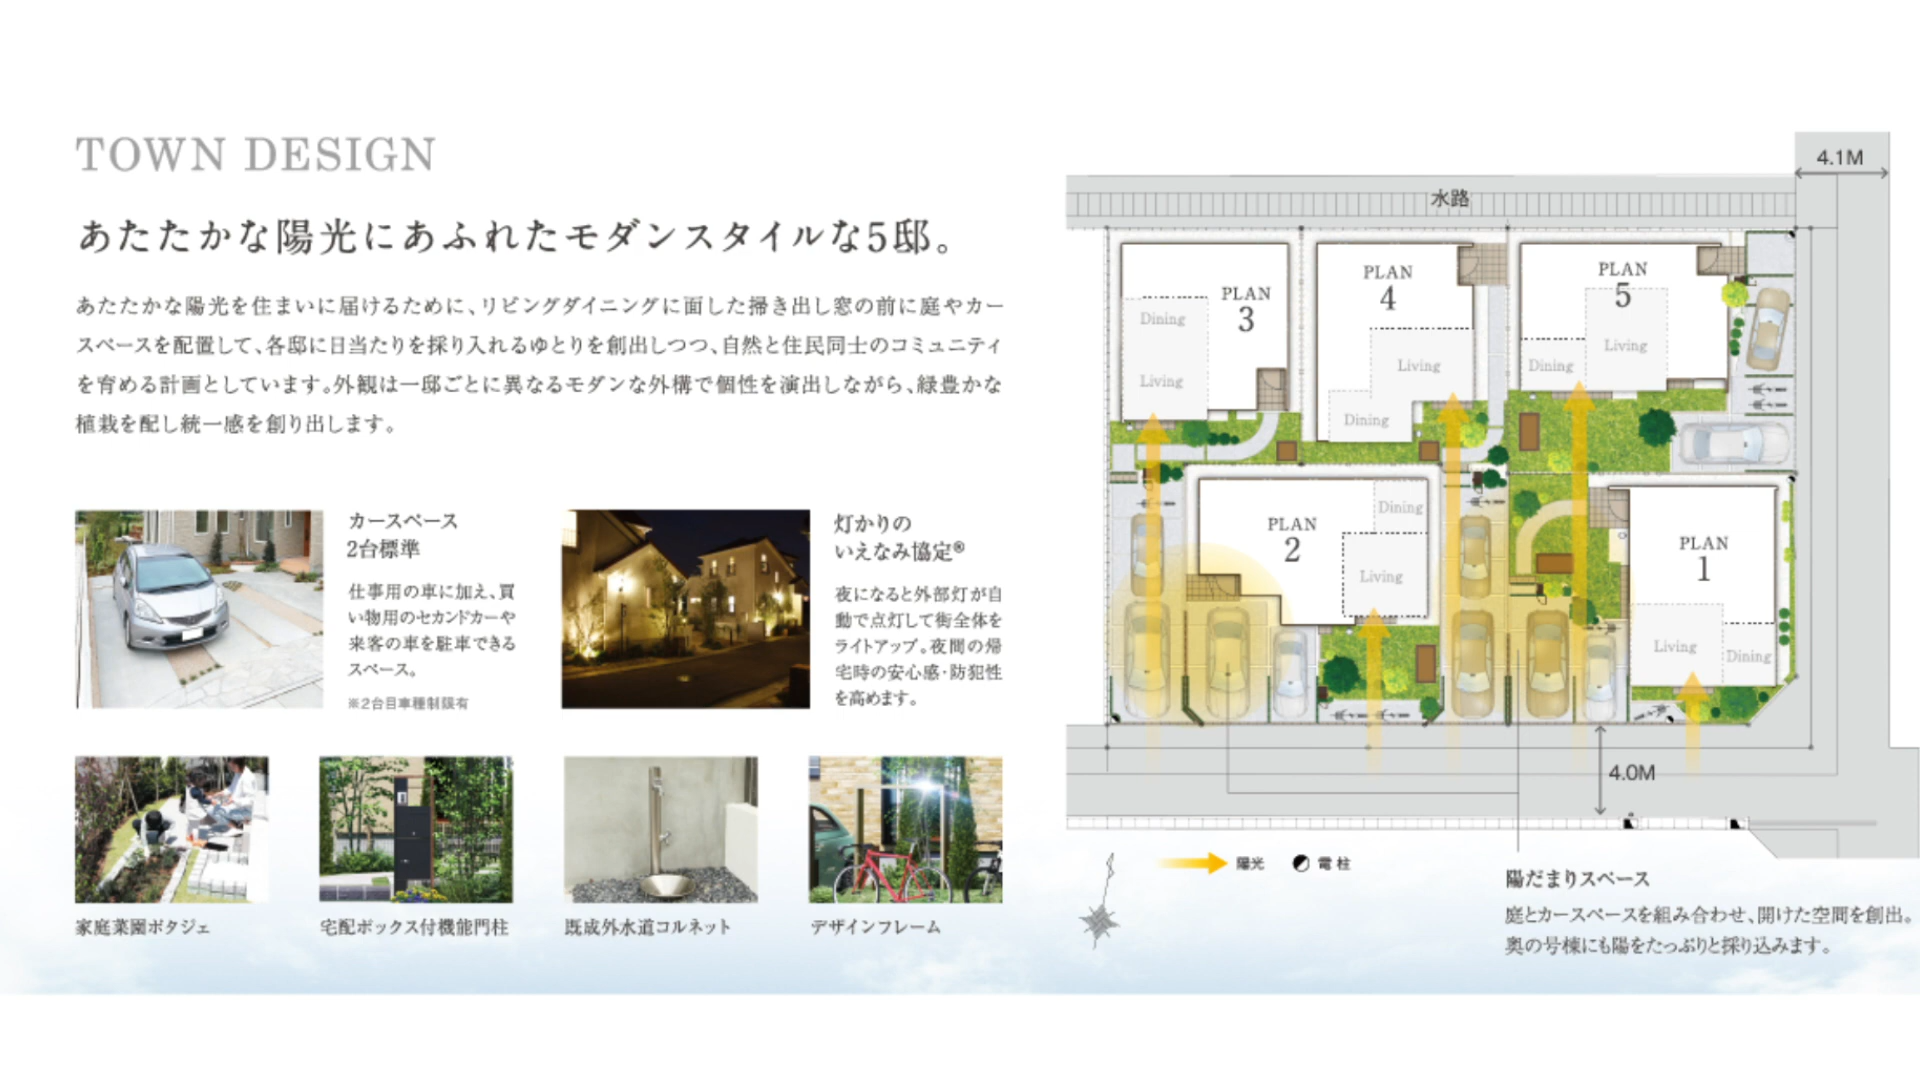 TOWN DESIGN
あたたかな陽光にあふれたモダンスタイルな5邸。
あたたかな陽光を住まいに届けるために、リビングダイニングに面した掃き出し窓の前に庭やカー
スペースを配置して、各邸に日当たりを採り入れるゆとりを創出しつつ、自然と住民同士のコミュニティ
を育める計画としています。外観は一邸ごとに異なるモダンな外構で個性を演出しながら、緑豊かな
植栽を配し統一感を創り出します。
カースペース
2台標準
仕事用の車に加え、買
い物用のセカンドカーや
来客の車を駐車できる
スペース。
※2台目車種制限有
灯かりの
いえなみ協定®
夜になると外部灯が自
動で点灯して街全体を
ライトアップ。夜間の帰
宅時の安心感・防犯性
を高めます。
家庭菜園ポタジェ
宅配ボックス付機能門柱
既成外水道コルネット
デザインフレーム
4.1M
水路
PLAN
3
Dining
Living
PLAN
4
Living
Dining
PLAN
5
Living
Dining
PLAN
2
Dining
Living
PLAN
1
Living
Dining
4.0M
陽光
電柱
陽だまりスペース
庭とカースペースを組み合わせ、開けた空間を創出。
奥の号棟にも陽をたっぷりと採り込みます。